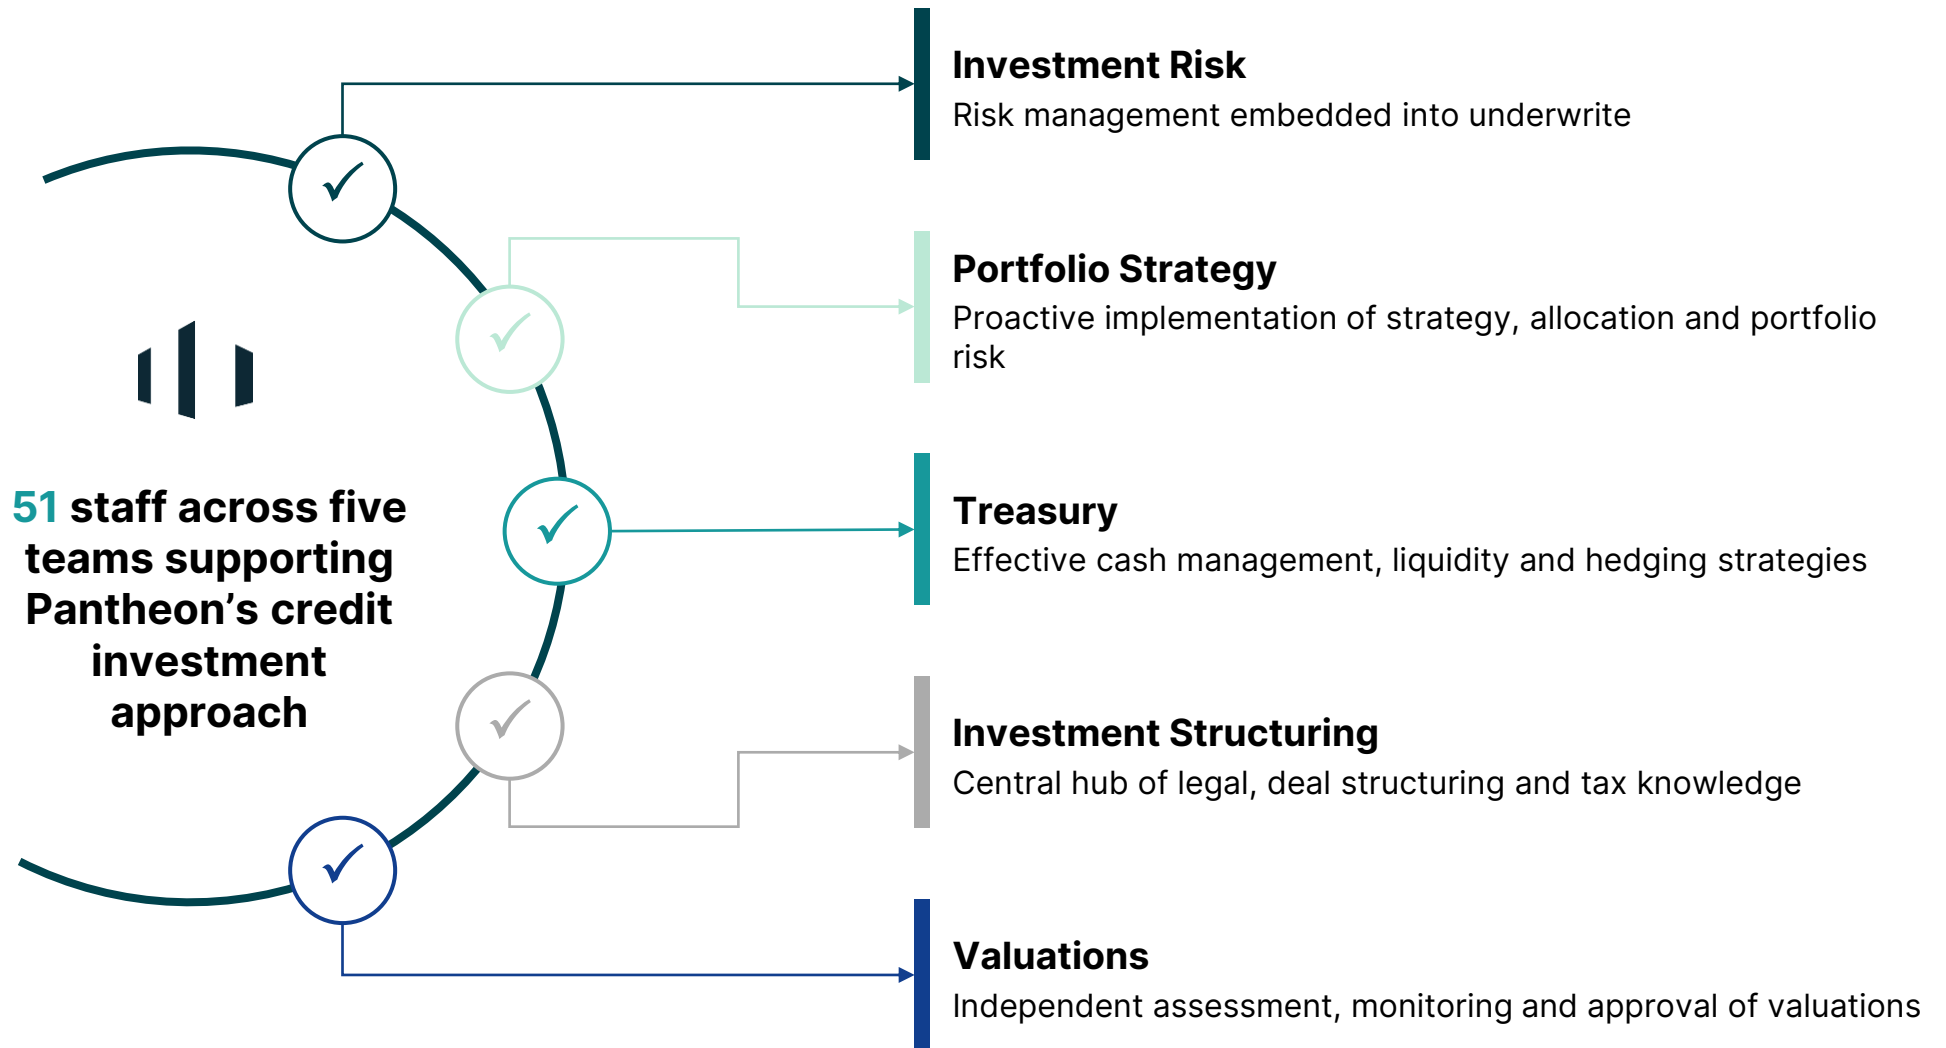 51 staff across five
teams supporting
Pantheon’s credit
investment
approach
Investment Risk
Risk management embedded into underwrite
Portfolio Strategy
Proactive implementation of strategy, allocation and portfolio
risk
Treasury
Effective cash management, liquidity and hedging strategies
Investment Structuring
Central hub of legal, deal structuring and tax knowledge
Valuations
Independent assessment, monitoring and approval of valuations